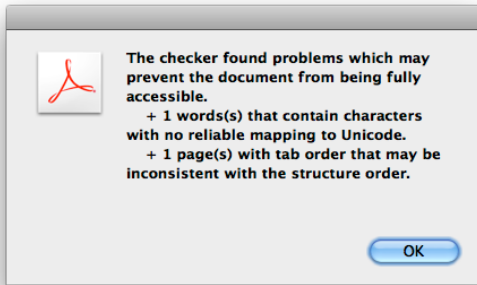 The checker found problems which may
prevent the document from being fully
accessible.
+ 1 words(s) that contain characters
with no reliable mapping to Unicode.
+ 1 page(s) with tab order that may be
inconsistent with the structure order.
OK